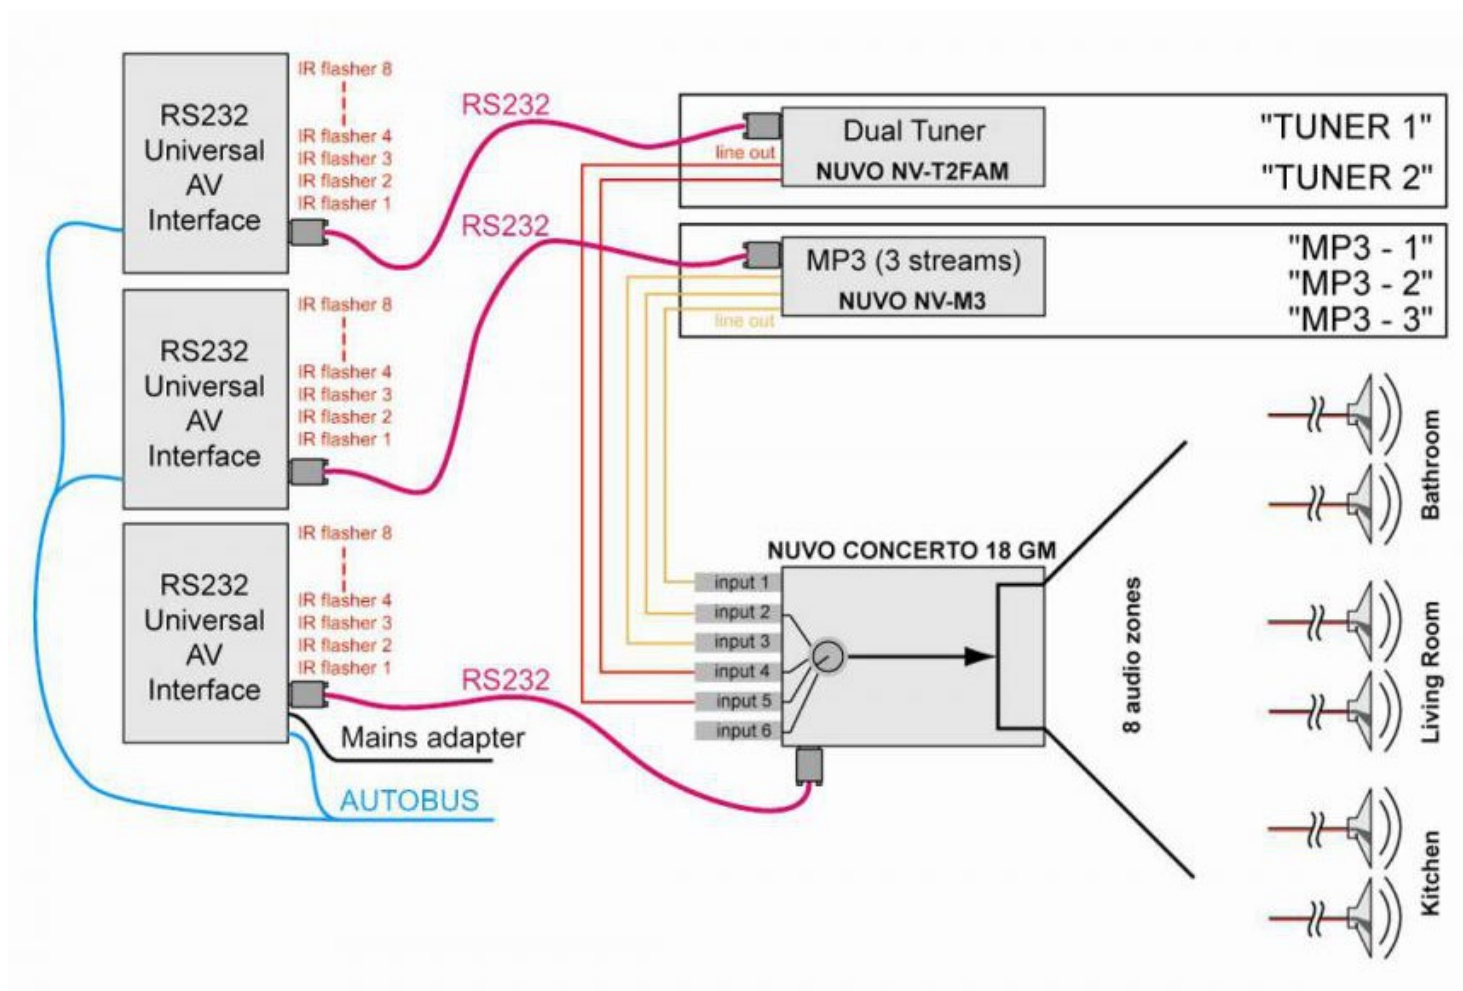 RS232
Universal
AV
Interface
IR flasher 8
IR flasher 4
IR flasher 3
IR flasher 2
IR flasher 1
RS232
Dual Tuner
NUVO NV-T2FAM
line out
"TUNER 1"
"TUNER 2"
RS232
Universal
AV
Interface
IR flasher 8
IR flasher 4
IR flasher 3
IR flasher 2
IR flasher 1
RS232
MP3 (3 streams)
NUVO NV-M3
line out
"MP3 - 1"
"MP3 - 2"
"MP3 - 3"
RS232
Universal
AV
Interface
IR flasher 8
IR flasher 4
IR flasher 3
IR flasher 2
IR flasher 1
RS232
Mains adapter
AUTOBUS
NUVO CONCERTO 18 GM
input 1
input 2
input 3
input 4
input 5
input 6
8 audio zones
Bathroom
Living Room
Kitchen